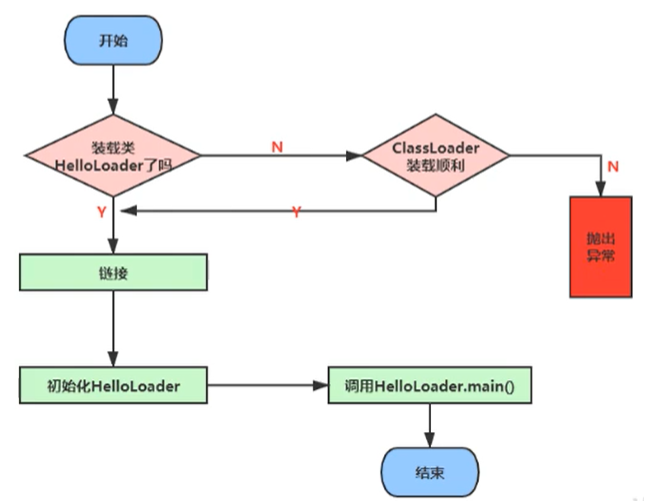 开始
装载类
HelloLoader了吗
N
ClassLoader
装载顺利
N
Y
Y
抛出
异常
链接
初始化HelloLoader
调用HelloLoader.main()
结束